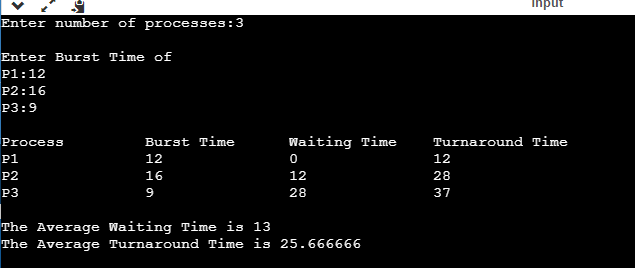 Input
Enter number of processes:3
Enter Burst Time of
P1:12
P2:16
P3:9
Process Burst Time Waiting Time Turnaround Time
P1 12 0 12
P2 16 12 28
P3 9 28 37
The Average Waiting Time is 13
The Average Turnaround Time is 25.666666